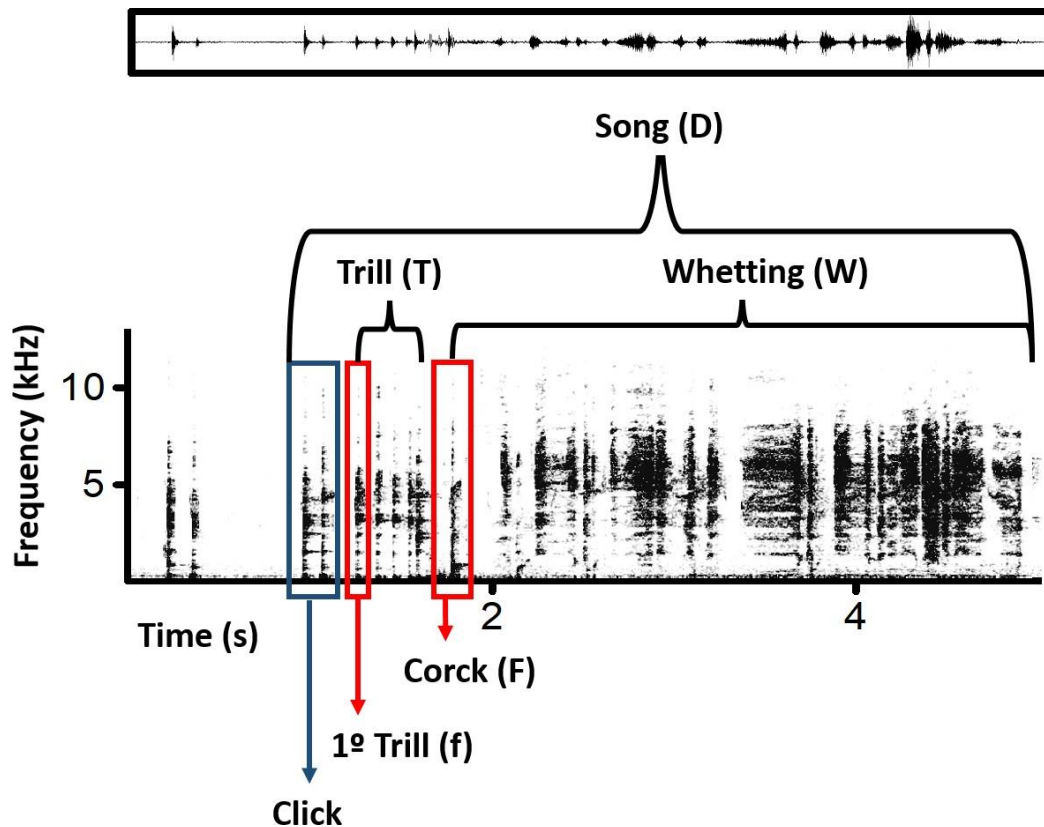 Song (D)
Trill (T)
Whetting (W)
Frequency (kHz)
10
5
2
4
Time (s)
Corck (F)
1º Trill (f)
Click